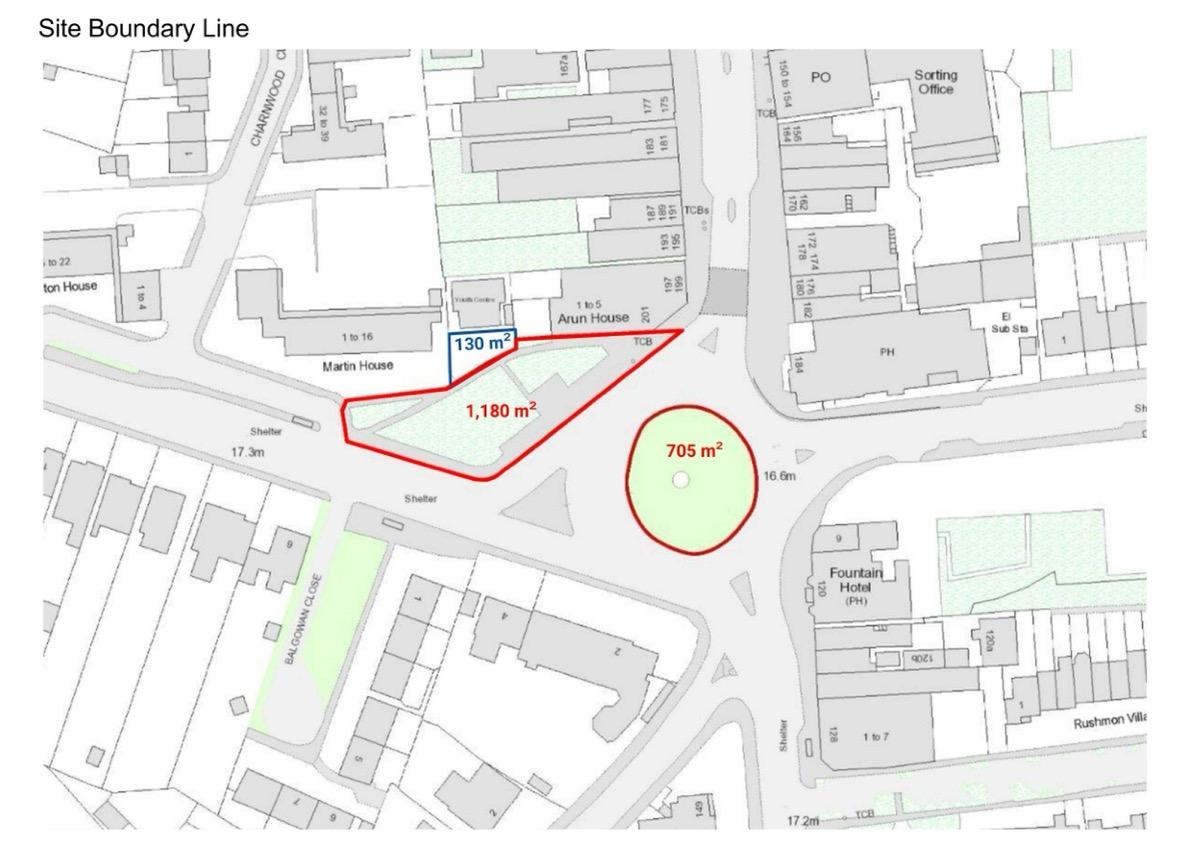 Site Boundary Line
CHARNWOOD
167a
150 to 154
PO
Sorting
Office
32 to 39
1
177
175
TCB
156
164
183
181
162
170
187
189
191
TCBs
193
195
172
174
178
to 22
ton House
1 to 4
197
199
176
180
182
Youth Centre
1 to 5
Arun House
201
1 to 16
Martin House
130 m²
TCB
El
Sub Sta
1
PH
184
1,180 m²
Sh
Shelter
17.3m
705 m²
16.6m
Shelter
9
BALGOWAN CLOSE
9
Fountain
Hotel
(PH)
120
1
4
2
120a
120b
1
Rushmon Villa
5
128
1 to 7
Shelter
7
9
2
149
17.2m
TCB